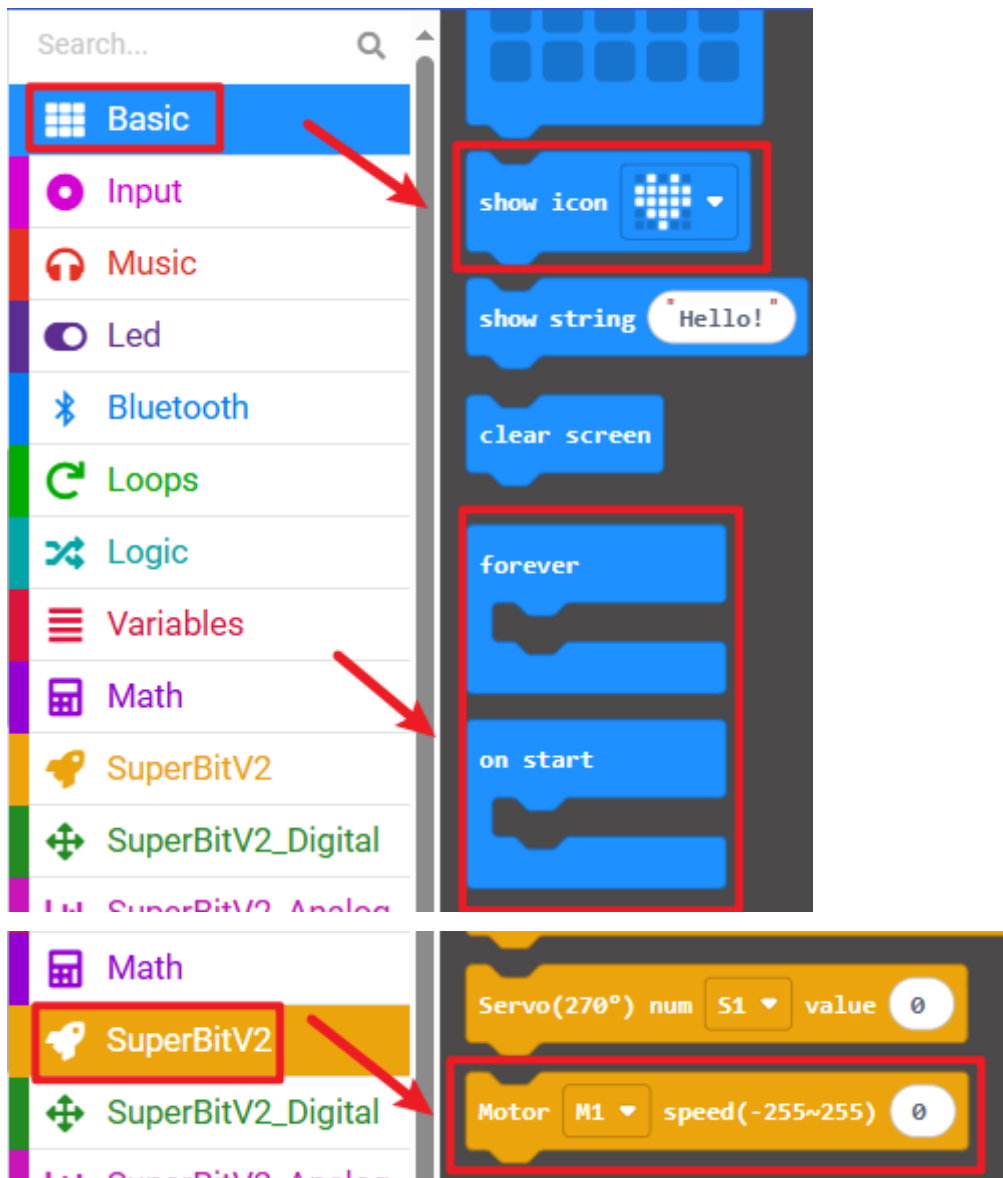 Search...
Basic
Input
Music
Led
Bluetooth
Loops
Logic
Variables
Math
SuperBitV2
SuperBitV2_Digital
SuperBitV2_Analog
show icon
show string "Hello!"
clear screen
forever
on start
Math
SuperBitV2
SuperBitV2_Digital
Servo(270°) num S1 value 0
Motor M1 speed(-255~255) 0